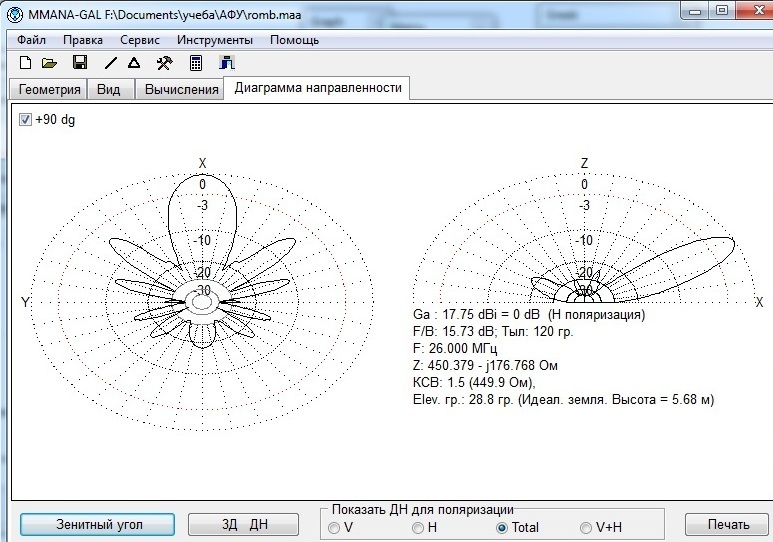 MMANA-GAL F:\Documents\учеба\АФУ\romb.maa
Файл Правка Сервис Инструменты Помощь
Геометрия Вид Вычисления Диаграмма направленности
+90 dg
X
0
-3
-10
-20
-30
Y
Z
0
-3
-10
-20
-30
X
Ga : 17.75 dBi = 0 dB (Н поляризация)
F/B: 15.73 dB; Тыл: 120 гр.
F: 26.000 МГц
Z: 450.379 - j176.768 Ом
КСВ: 1.5 (449.9 Ом),
Elev. гр.: 28.8 гр. (Идеал. земля. Высота = 5.68 м)
Зенитный угол
3Д ДН
Показать ДН для поляризации
V H Total V+H
Печать